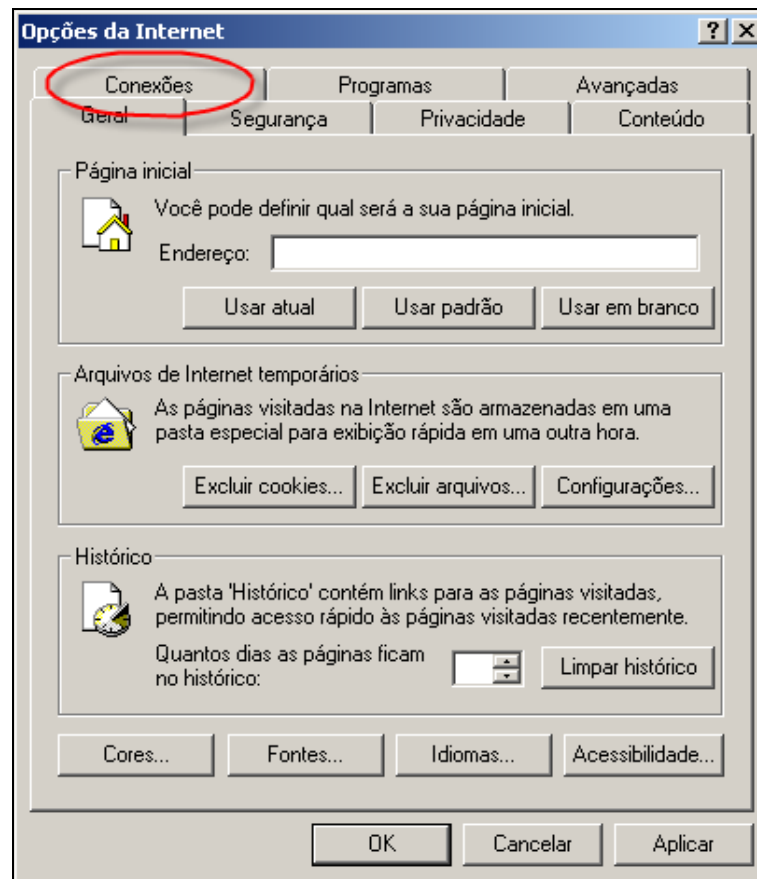 Opções da Internet
Conexões Programas Avançadas
Geral Segurança Privacidade Conteúdo
Página inicial
Você pode definir qual será a sua página inicial.
Endereço:
Usar atual Usar padrão Usar em branco
Arquivos de Internet temporários
As páginas visitadas na Internet são armazenadas em uma
pasta especial para exibição rápida em uma outra hora.
Excluir cookies... Excluir arquivos... Configurações...
Histórico
A pasta 'Histórico' contém links para as páginas visitadas,
permitindo acesso rápido às páginas visitadas recentemente.
Quantos dias as páginas ficam
no histórico:
Limpar histórico
Cores... Fontes... Idiomas... Acessibilidade...
OK Cancelar Aplicar